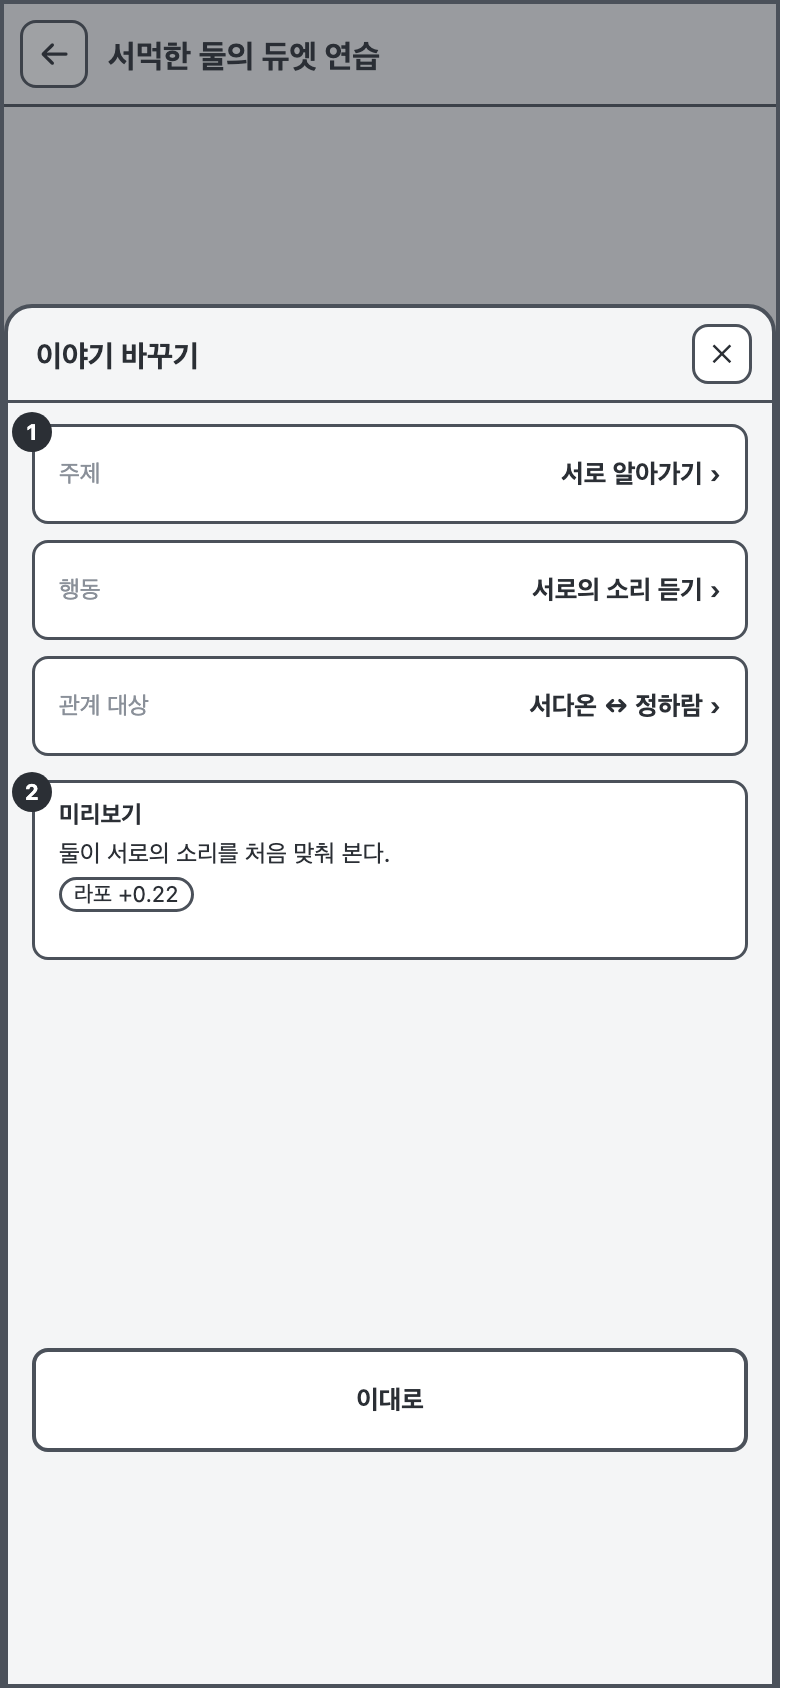 서먹한 둘의 듀엣 연습
이야기 바꾸기
1
주제 서로 알아가기 ›
행동 서로의 소리 듣기 ›
관계 대상 서다온 ↔ 정하람 ›
2
미리보기
둘이 서로의 소리를 처음 맞춰 본다.
라포 +0.22
이대로